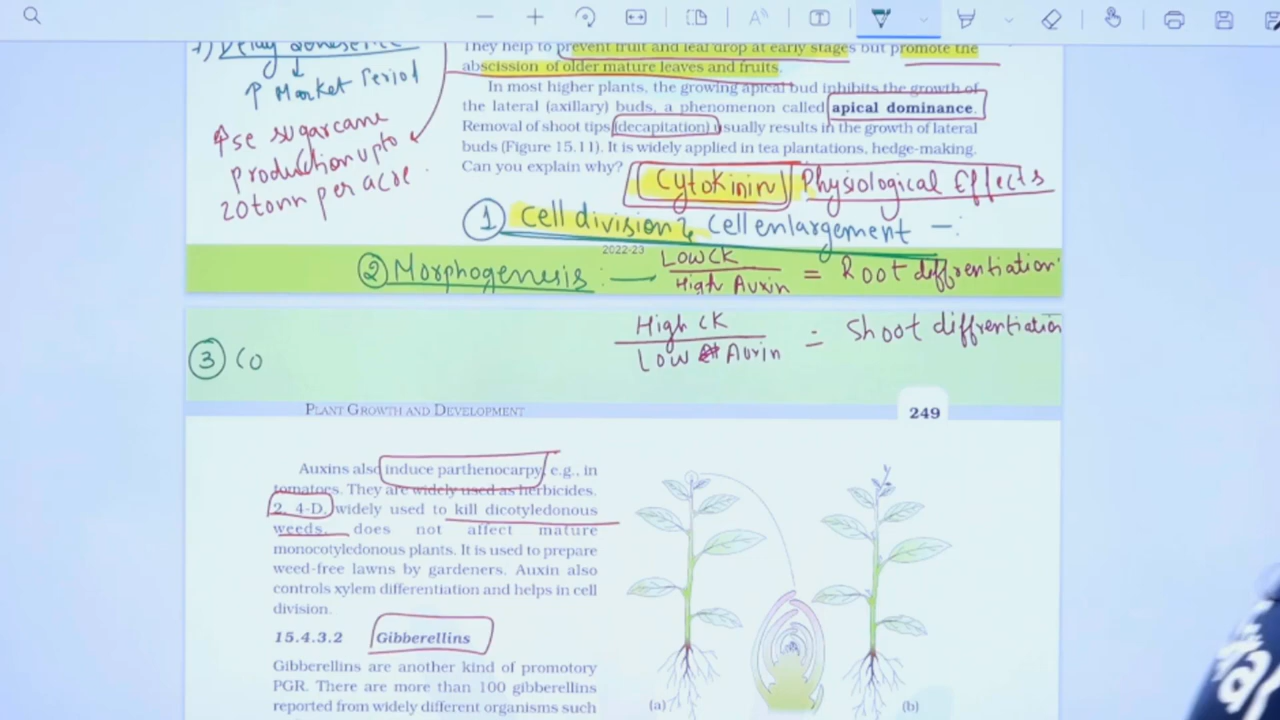 7) Delay Senescence
↑ Market Period
↑se sugarcane
production upto
20 tonn per acre.
They help to prevent fruit and leaf drop at early stages but promote the
abscission of older mature leaves and fruits.
In most higher plants, the growing apical bud inhibits the growth of
the lateral (axillary) buds, a phenomenon called apical dominance.
Removal of shoot tips (decapitation) usually results in the growth of lateral
buds (Figure 15.11). It is widely applied in tea plantations, hedge-making.
Can you explain why?
Cytokinin Physiological Effects
① Cell division & Cell enlargement —:
2022-23
② Morphogenesis : — Low CK / High Auxin = Root diffrentiation
High CK / Low Auxin = Shoot diffrentiation
③ Co
PLANT GROWTH AND DEVELOPMENT 249
Auxins also induce parthenocarpy, e.g., in
tomatoes. They are widely used as herbicides.
2, 4-D, widely used to kill dicotyledonous
weeds, does not affect mature
monocotyledonous plants. It is used to prepare
weed-free lawns by gardeners. Auxin also
controls xylem differentiation and helps in cell
division.
15.4.3.2 Gibberellins
Gibberellins are another kind of promotory
PGR. There are more than 100 gibberellins
reported from widely different organisms such
(a) (b)